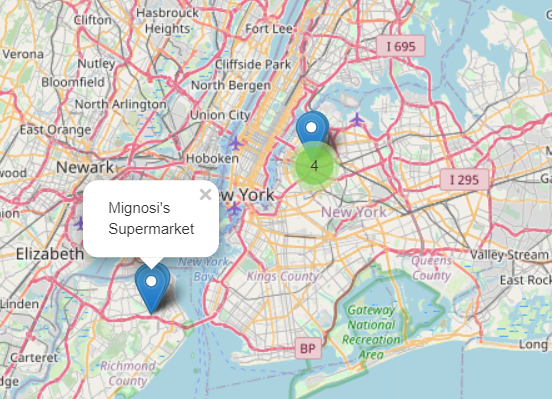 Clifton
Hasbrouck
Heights
Fort Lee
I 695
Verona
Nutley
Cliffside Park
Bloomfield
North Bergen
North Arlington
Union City
East Orange
Hoboken
Newark
4
I 295
×
Mignosi's
Supermarket
New York
New York
Elizabeth
New York
Bay
Kings County
Queens
County
Valley Stream
East Rock
Linden
Gateway
National
Recreation
Area
BP
Long
Carteret
Richmond
County